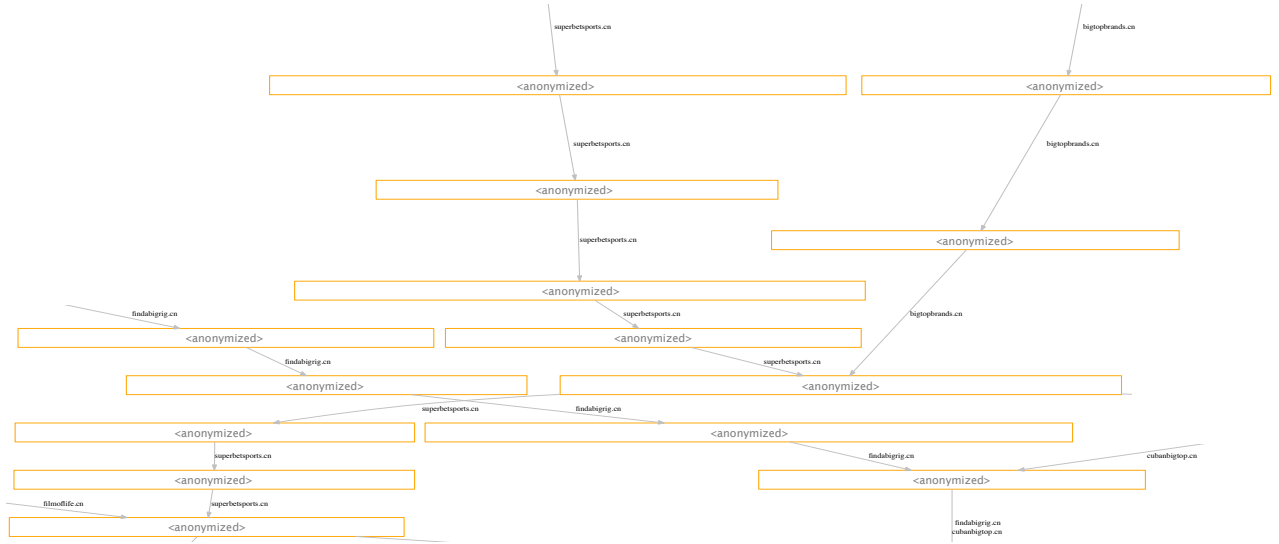 superbetsports.cn
bigtopbrands.cn
<anonymized>
<anonymized>
superbetsports.cn
bigtopbrands.cn
<anonymized>
superbetsports.cn
<anonymized>
<anonymized>
findabigrig.cn
superbetsports.cn
bigtopbrands.cn
<anonymized>
<anonymized>
findabigrig.cn
superbetsports.cn
<anonymized>
<anonymized>
superbetsports.cn
findabigrig.cn
<anonymized>
<anonymized>
superbetsports.cn
findabigrig.cn
cubanbigtop.cn
<anonymized>
<anonymized>
filmoflife.cn
superbetsports.cn
<anonymized>
findabigrig.cn
cubanbigtop.cn